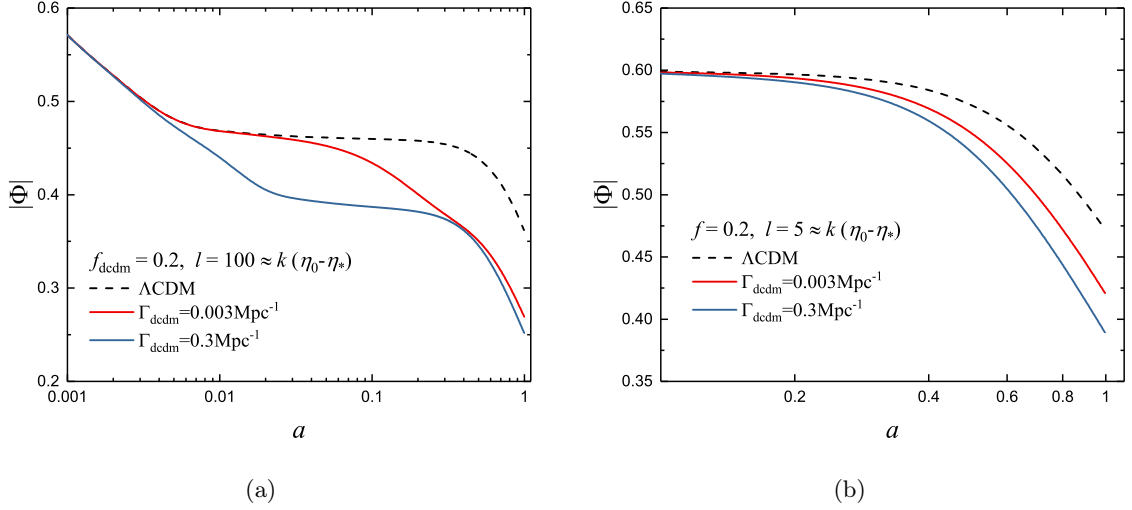 0.6
0.5
0.4
0.3
0.2
|Φ|
f_dcdm = 0.2, l = 100 ≈ k (η₀-η_*)
ΛCDM
Γ_dcdm=0.003Mpc⁻¹
Γ_dcdm=0.3Mpc⁻¹
0.001 0.01 0.1 1
a
(a)
0.65
0.60
0.55
0.50
0.45
0.40
0.35
|Φ|
f = 0.2, l = 5 ≈ k (η₀-η_*)
ΛCDM
Γ_dcdm=0.003Mpc⁻¹
Γ_dcdm=0.3Mpc⁻¹
0.2 0.4 0.6 0.8 1
a
(b)